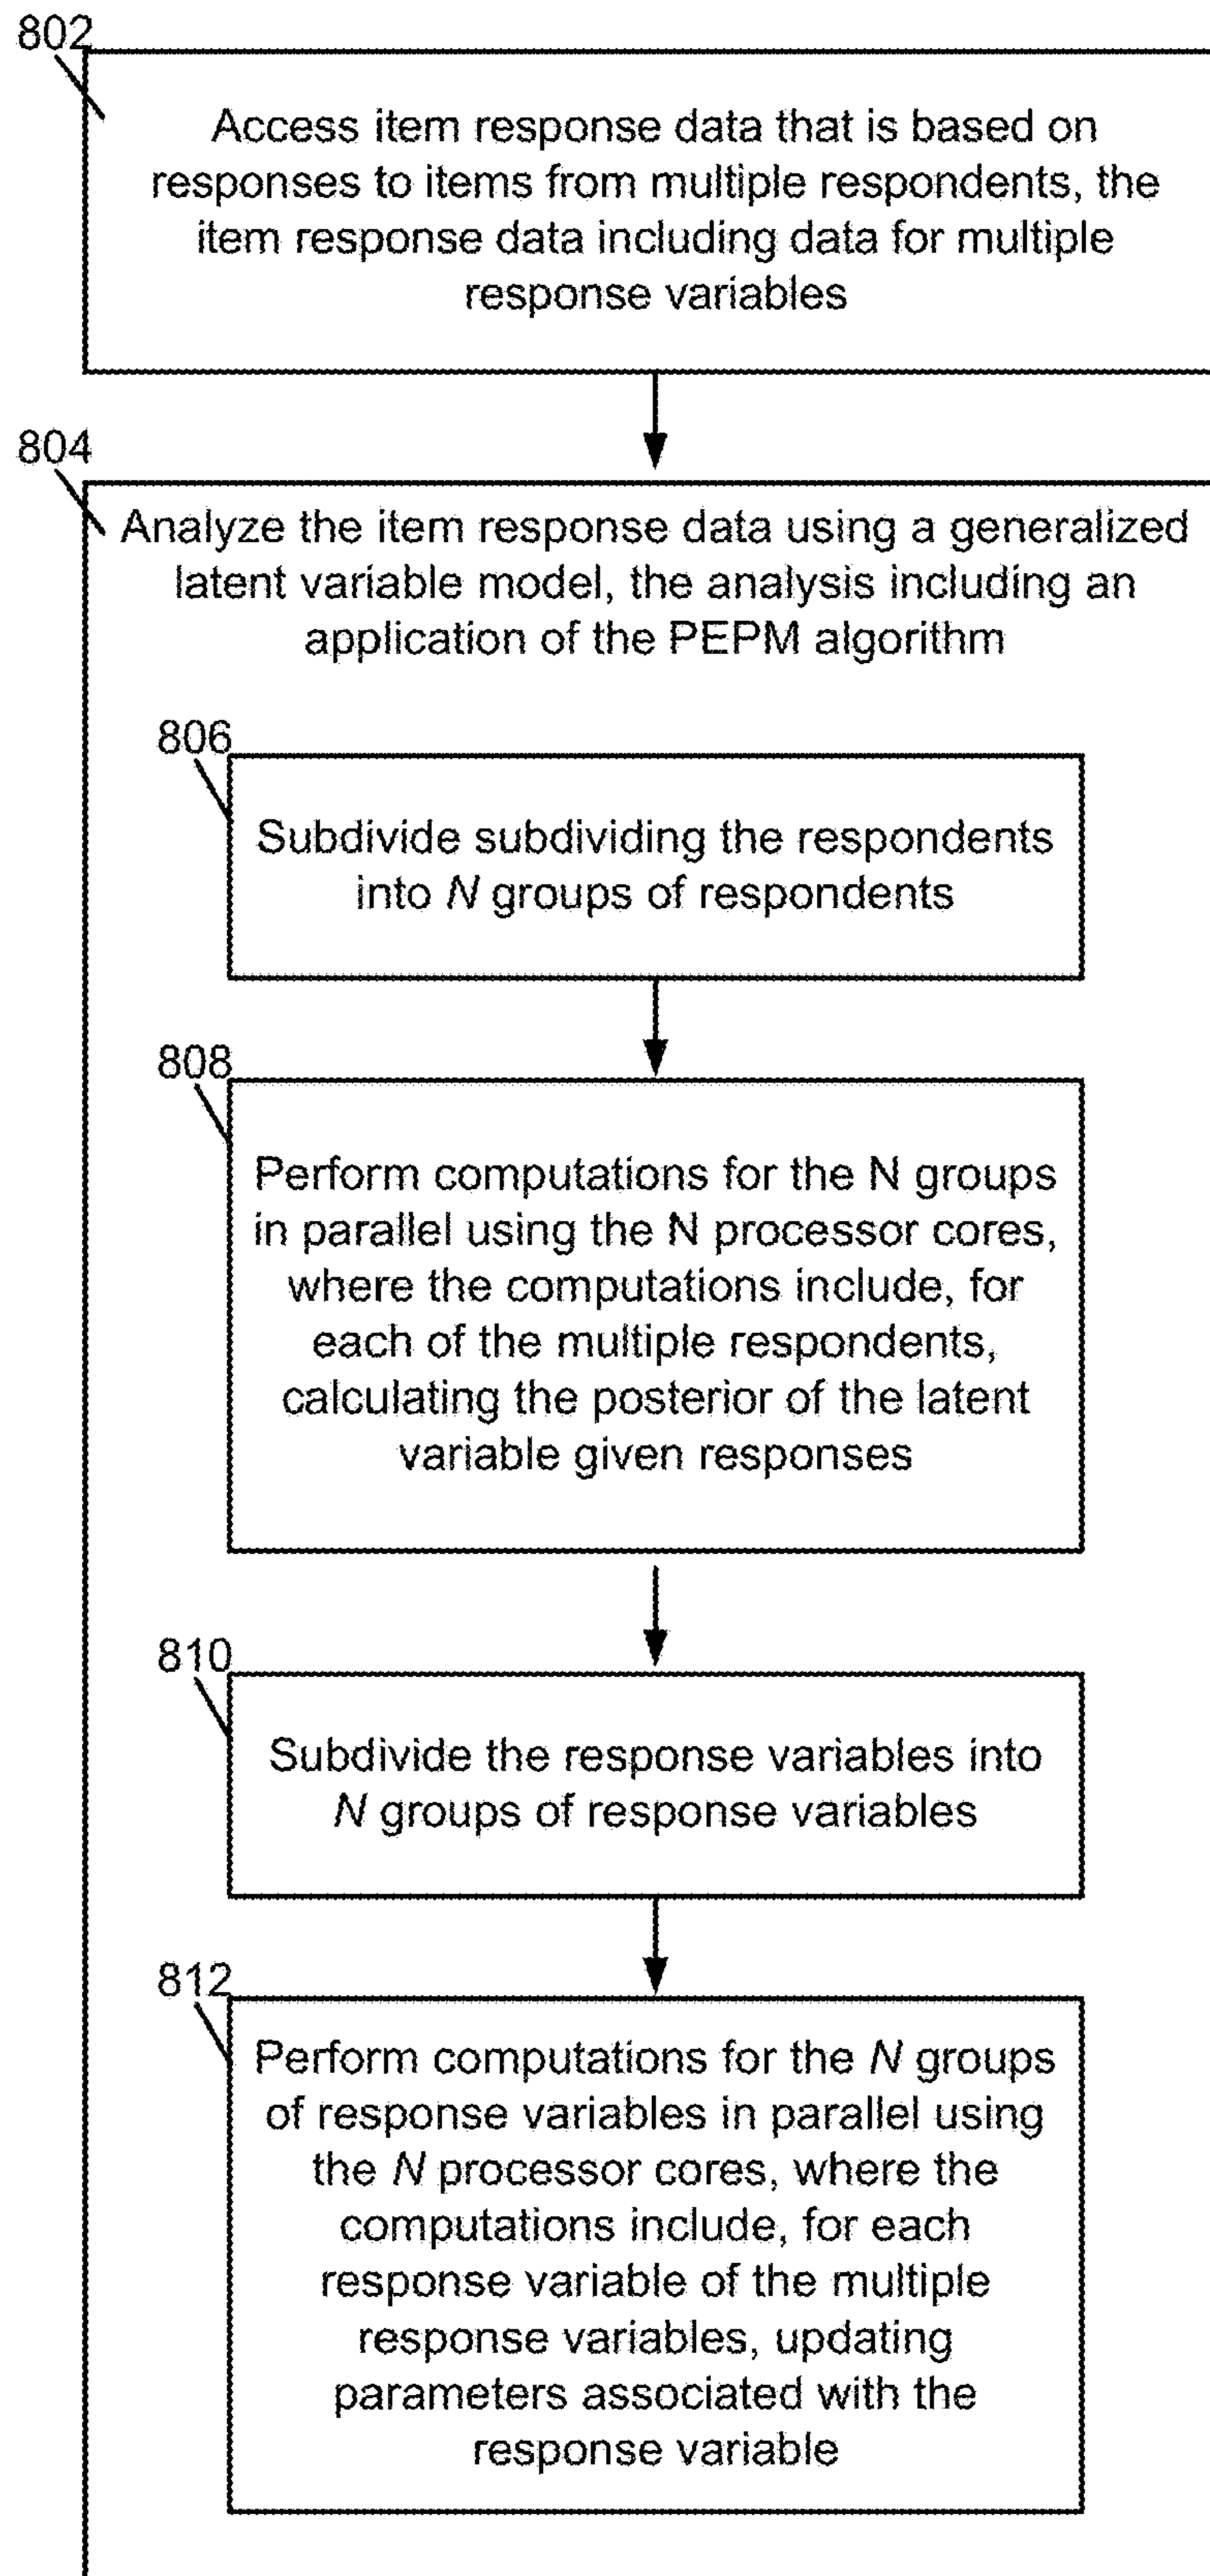 802
Access item response data that is based on
responses to items from multiple respondents, the
item response data including data for multiple
response variables
804
Analyze the item response data using a generalized
latent variable model, the analysis including an
application of the PEPM algorithm
806
Subdivide subdividing the respondents
into N groups of respondents
808
Perform computations for the N groups
in parallel using the N processor cores,
where the computations include, for
each of the multiple respondents,
calculating the posterior of the latent
variable given responses
810
Subdivide the response variables into
N groups of response variables
812
Perform computations for the N groups
of response variables in parallel using
the N processor cores, where the
computations include, for each
response variable of the multiple
response variables, updating
parameters associated with the
response variable